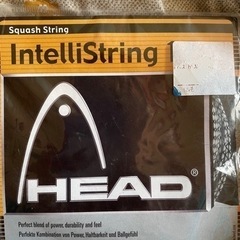 Squash String
IntelliString
HEAD
Perfect blend of power, durability and feel
Perfekte Kombination von Power, Haltbarkeit und Ballgefühl